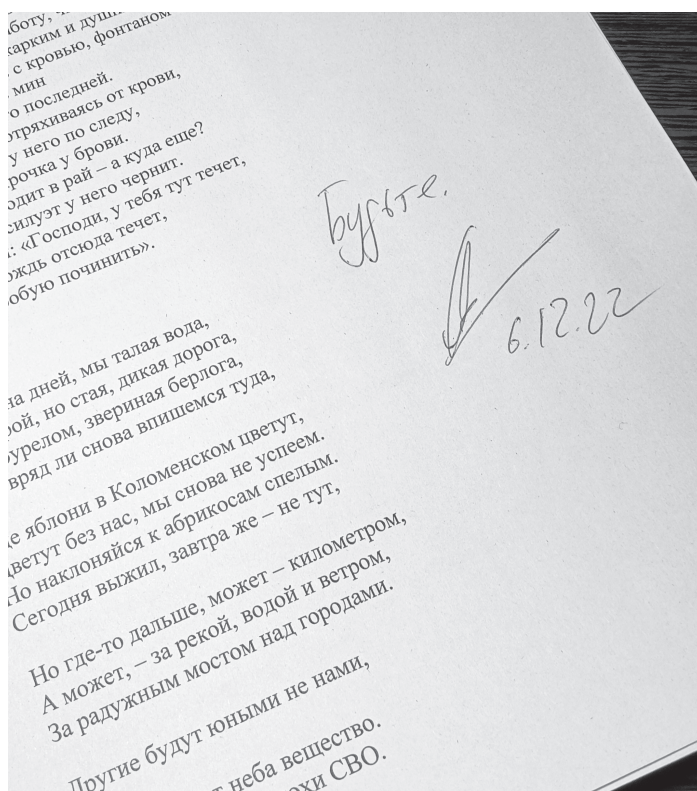 боту,
жарким и
с кровью, фонтаном
мин
о последней.
отряхиваясь от крови,
у него по следу,
рочка у брови.
одит в рай – а куда еще?
силуэт у него чернит.
: «Господи, у тебя тут течет,
ождь отсюда течет,
обую починить».
Будьте.
6.12.22
на дней, мы талая вода,
рой, но стая, дикая дорога,
урелом, звериная берлога,
вряд ли снова впишемся туда,
е яблони в Коломенском цветут,
цветут без нас, мы снова не успеем.
Но наклоняйся к абрикосам спелым.
Сегодня выжил, завтра же – не тут,
Но где-то дальше, может – километром,
А может, – за рекой, водой и ветром,
За радужным мостом над городами.
Другие будут юными не нами,
т неба вещество.
охи СВО.